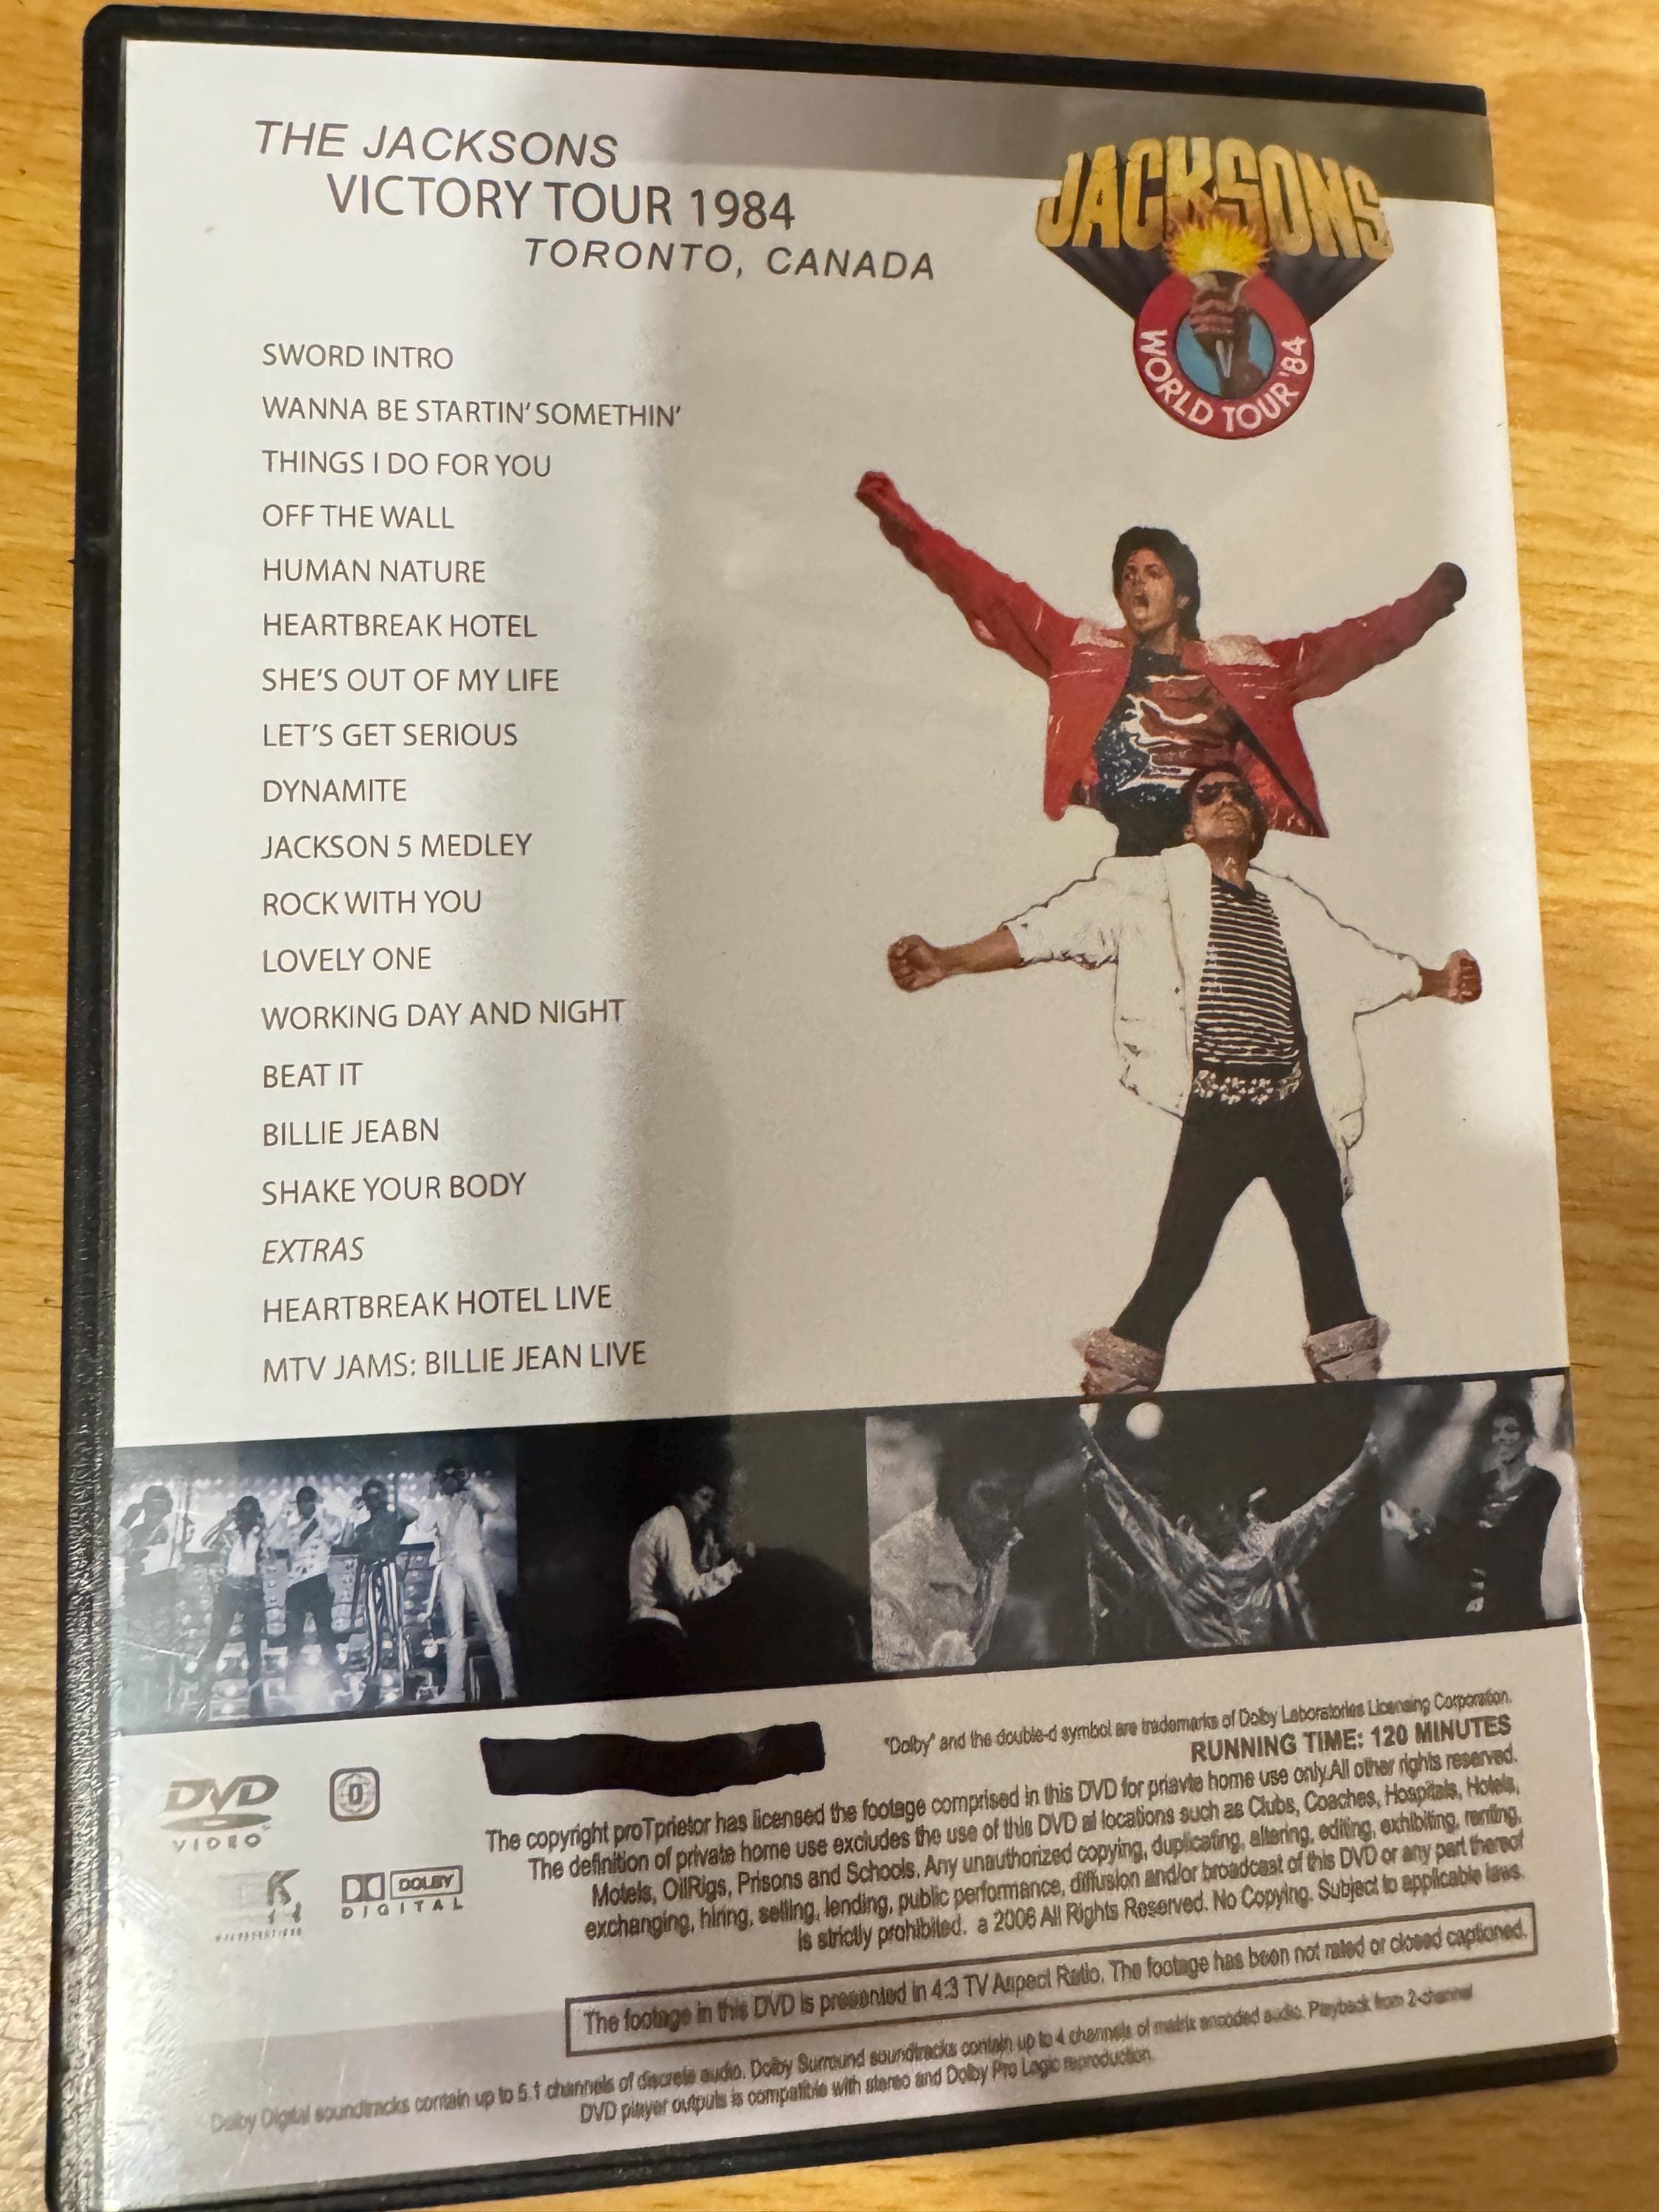 THE JACKSONS
VICTORY TOUR 1984
TORONTO, CANADA
JACKSONS
WORLD TOUR '84
SWORD INTRO
WANNA BE STARTIN' SOMETHIN'
THINGS I DO FOR YOU
OFF THE WALL
HUMAN NATURE
HEARTBREAK HOTEL
SHE'S OUT OF MY LIFE
LET'S GET SERIOUS
DYNAMITE
JACKSON 5 MEDLEY
ROCK WITH YOU
LOVELY ONE
WORKING DAY AND NIGHT
BEAT IT
BILLIE JEABN
SHAKE YOUR BODY
EXTRAS
HEARTBREAK HOTEL LIVE
MTV JAMS: BILLIE JEAN LIVE
"Dolby" and the double-d symbol are trademarks of Dolby Laboratories Licensing Corporation.
RUNNING TIME: 120 MINUTES
The copyright proTprietor has licensed the footage comprised in this DVD for priavte home use only.All other rights reserved.
The definition of private home use excludes the use of this DVD at locations such as Clubs, Coaches, Hospitals, Hotels,
Motels, OilRigs, Prisons and Schools. Any unauthorized copying, duplicating, altering, editing, exhibiting, renting,
exchanging, hiring, selling, lending, public performance, diffusion and/or broadcast of this DVD or any part thereof
is strictly prohibited. a 2006 All Rights Reserved. No Copying. Subject to applicable laws.
DVD
VIDEO
0
K
DOLBY
DIGITAL
The footage in this DVD is presented in 4:3 TV Aspect Ratio. The footage has been not rated or closed captioned.
Dolby Digital soundtracks contain up to 5.1 channels of discrete audio. Dolby Surround soundtracks contain up to 4 channels of matrix encoded audio. Playback from 2-channel
DVD player outputs is compatible with stereo and Dolby Pro Logic reproduction.